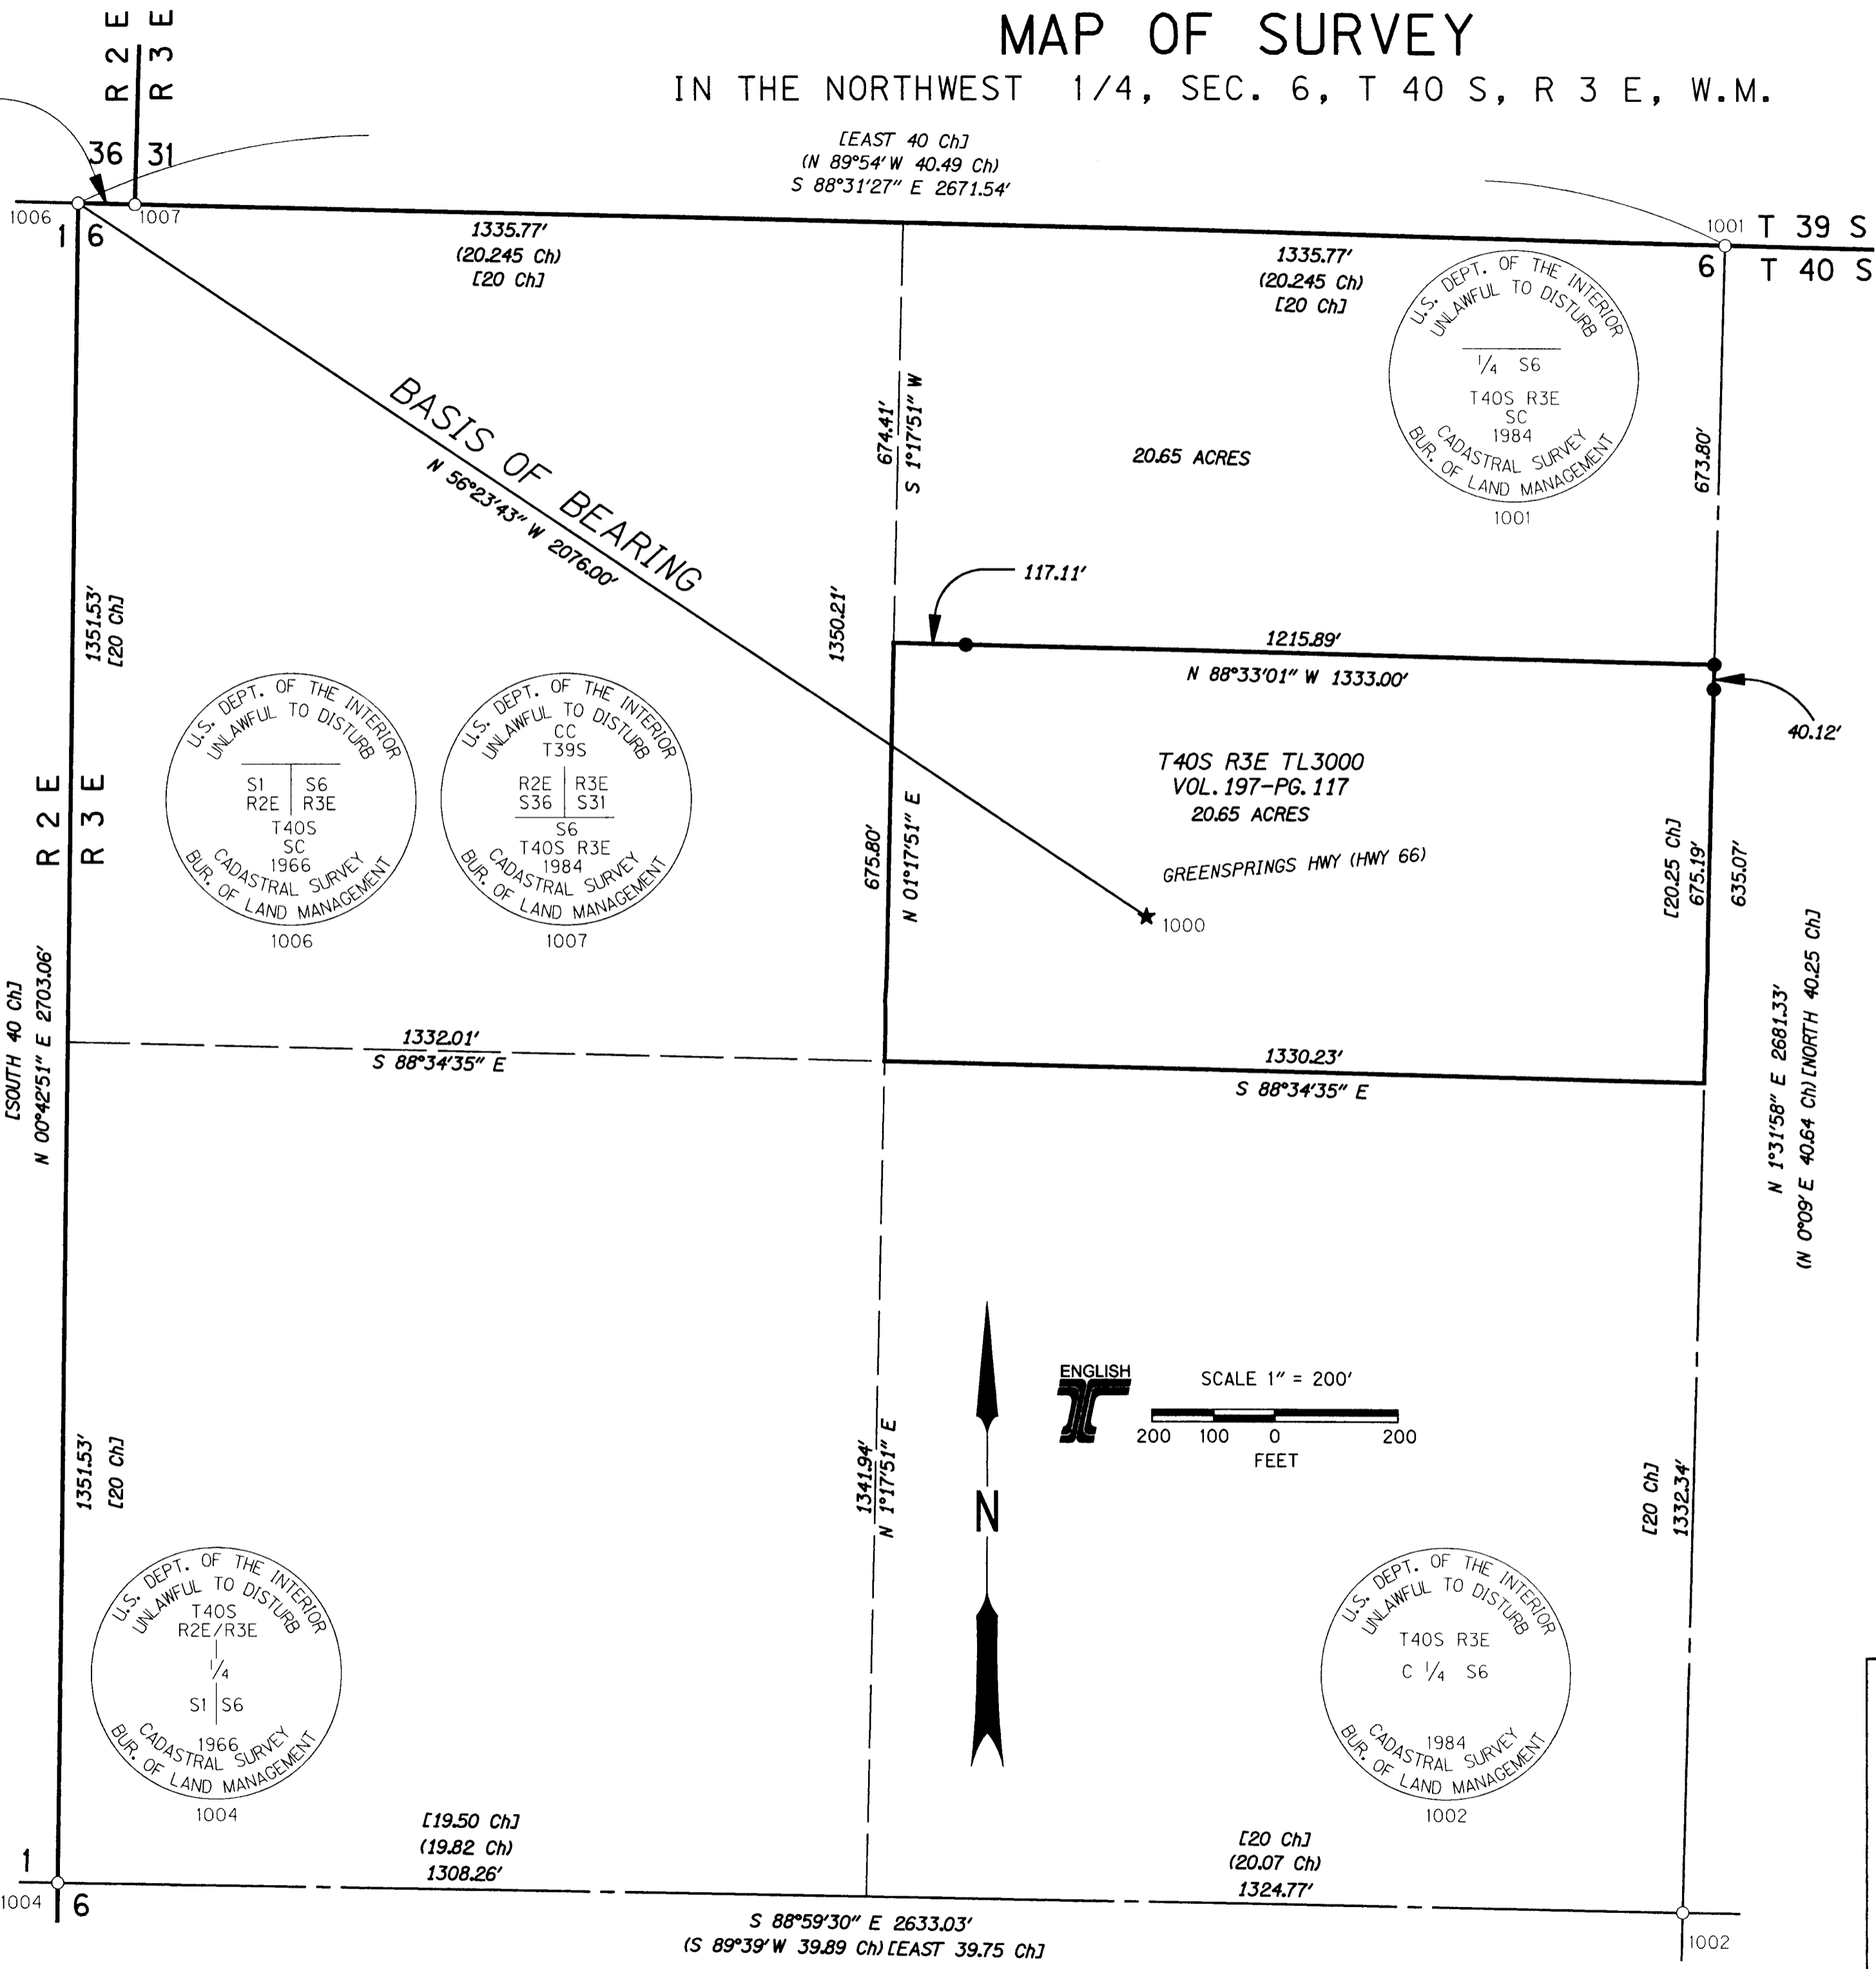 MAP OF SURVEY
IN THE NORTHWEST 1/4, SEC. 6, T 40 S, R 3 E, W.M.
R 2 E
R 3 E
36
31
[EAST 40 Ch]
(N 89°54' W 40.49 Ch)
S 88°31'27" E 2671.54'
1006
1007
1
6
1335.77'
(20.245 Ch)
[20 Ch]
1335.77'
(20.245 Ch)
[20 Ch]
1001
T 39 S
6
T 40 S
U.S. DEPT. OF THE INTERIOR
UNLAWFUL TO DISTURB
1/4 S6
T40S R3E
SC
1984
CADASTRAL SURVEY
BUR. OF LAND MANAGEMENT
1001
BASIS OF BEARING
N 56°23'43" W 2076.00'
674.41'
S 1°17'51" W
20.65 ACRES
673.80'
1351.53'
[20 Ch]
1350.21'
117.11'
1215.89'
N 88°33'01" W 1333.00'
40.12'
R 2 E
R 3 E
U.S. DEPT. OF THE INTERIOR
UNLAWFUL TO DISTURB
S1 S6
R2E R3E
T40S
SC
1966
CADASTRAL SURVEY
BUR. OF LAND MANAGEMENT
1006
U.S. DEPT. OF THE INTERIOR
UNLAWFUL TO DISTURB
CC
T39S
R2E R3E
S36 S31
S6
T40S R3E
1984
CADASTRAL SURVEY
BUR. OF LAND MANAGEMENT
1007
675.80'
N 01°17'51" E
T40S R3E TL3000
VOL. 197-PG. 117
20.65 ACRES
GREENSPRINGS HWY (HWY 66)
1000
[20.25 Ch]
675.19'
635.07'
[SOUTH 40 Ch]
N 00°42'51" E 2703.06'
1332.01'
S 88°34'35" E
1330.23'
S 88°34'35" E
N 1°31'58" E 2681.33'
(N 0°09' E 40.64 Ch) [NORTH 40.25 Ch]
1351.53'
[20 Ch]
1341.94'
N 1°17'51" E
N
ENGLISH
SCALE 1" = 200'
200 100 0 200
FEET
[20 Ch]
1332.34'
U.S. DEPT. OF THE INTERIOR
UNLAWFUL TO DISTURB
T40S
R2E/R3E
1/4
S1 S6
1966
CADASTRAL SURVEY
BUR. OF LAND MANAGEMENT
1004
U.S. DEPT. OF THE INTERIOR
UNLAWFUL TO DISTURB
T40S R3E
C 1/4 S6
1984
CADASTRAL SURVEY
BUR. OF LAND MANAGEMENT
1002
[19.50 Ch]
(19.82 Ch)
1308.26'
[20 Ch]
(20.07 Ch)
1324.77'
1
1004
6
S 88°59'30" E 2633.03'
(S 89°39' W 39.89 Ch) [EAST 39.75 Ch]
1002